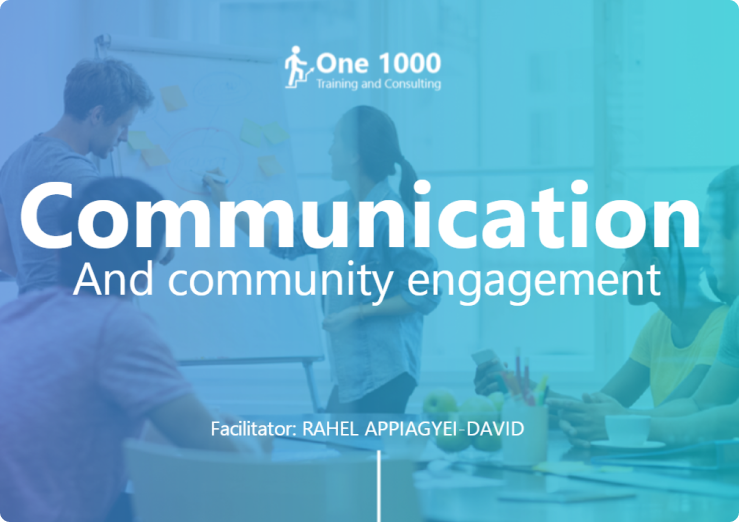 One 1000
Training and Consulting
Communication
And community engagement
Facilitator: RAHEL APPIAGYEI-DAVID